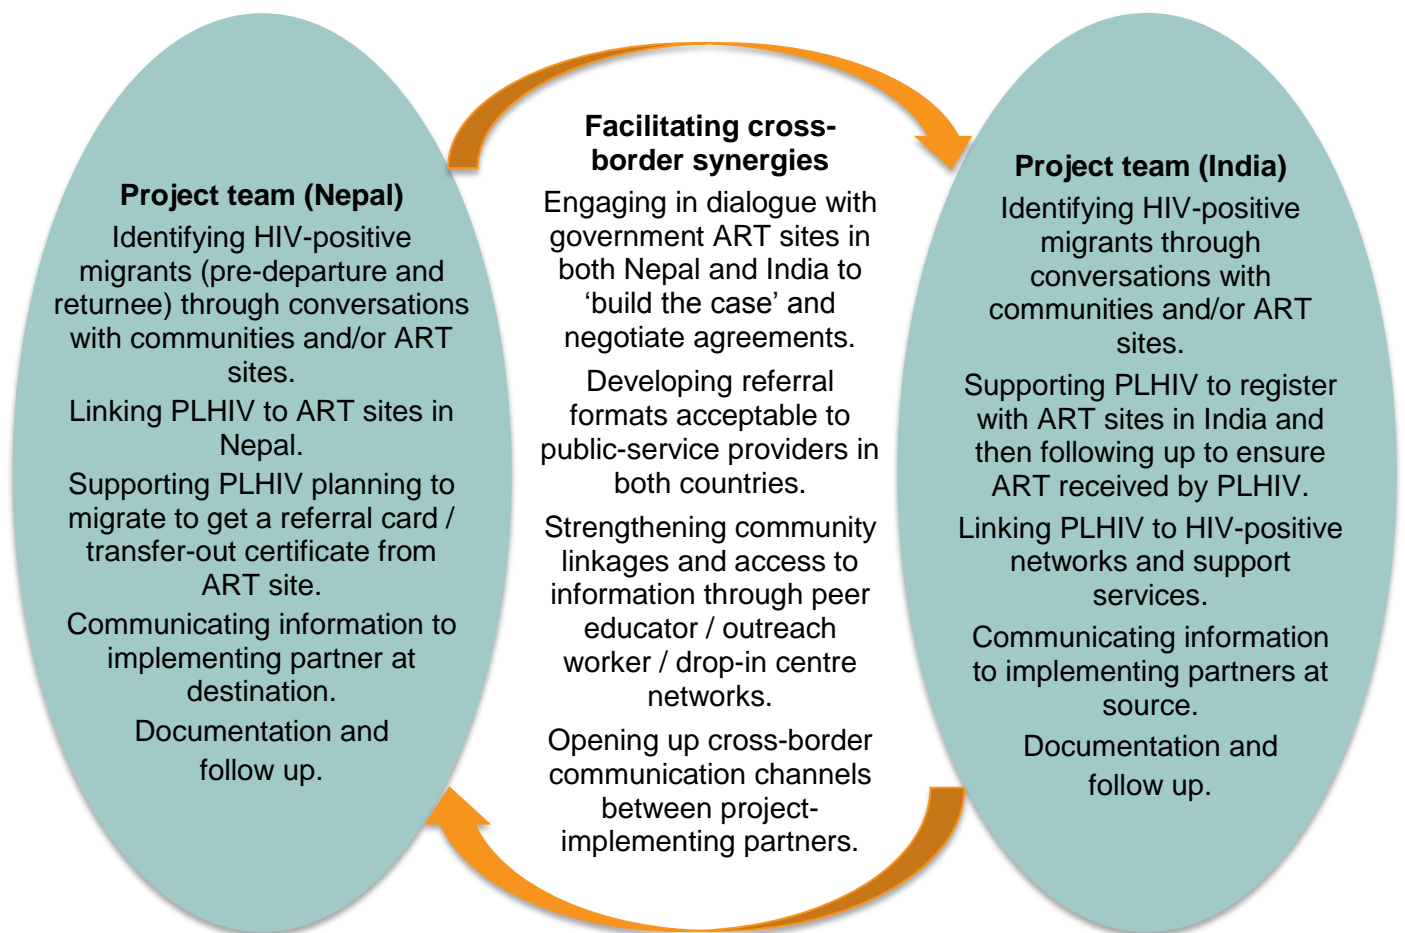 Project team (Nepal)
Identifying HIV-positive
migrants (pre-departure and
returnee) through conversations
with communities and/or ART
sites.
Linking PLHIV to ART sites in
Nepal.
Supporting PLHIV planning to
migrate to get a referral card /
transfer-out certificate from
ART site.
Communicating information to
implementing partner at
destination.
Documentation and
follow up.
Facilitating cross-
border synergies
Engaging in dialogue with
government ART sites in
both Nepal and India to
‘build the case’ and
negotiate agreements.
Developing referral
formats acceptable to
public-service providers in
both countries.
Strengthening community
linkages and access to
information through peer
educator / outreach
worker / drop-in centre
networks.
Opening up cross-border
communication channels
between project-
implementing partners.
Project team (India)
Identifying HIV-positive
migrants through
conversations with
communities and/or ART
sites.
Supporting PLHIV to register
with ART sites in India and
then following up to ensure
ART received by PLHIV.
Linking PLHIV to HIV-positive
networks and support
services.
Communicating information
to implementing partners at
source.
Documentation and
follow up.